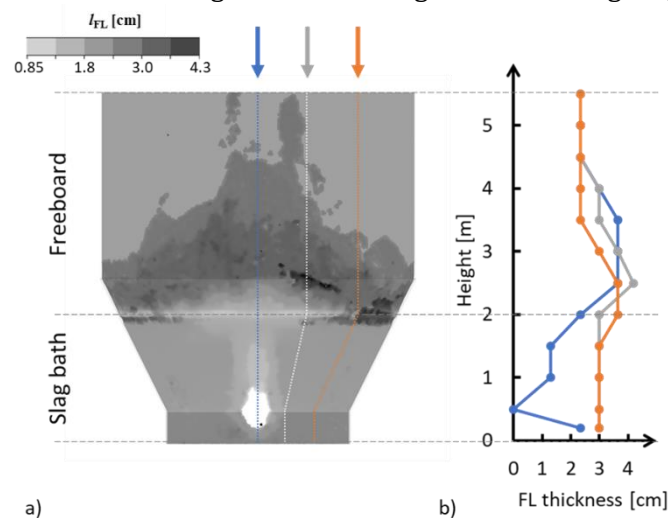 l_FL [cm]
0.85 1.8 3.0 4.3
Freeboard
Slag bath
a)
Height [m]
5
4
3
2
1
0
0 1 2 3 4
FL thickness [cm]
b)